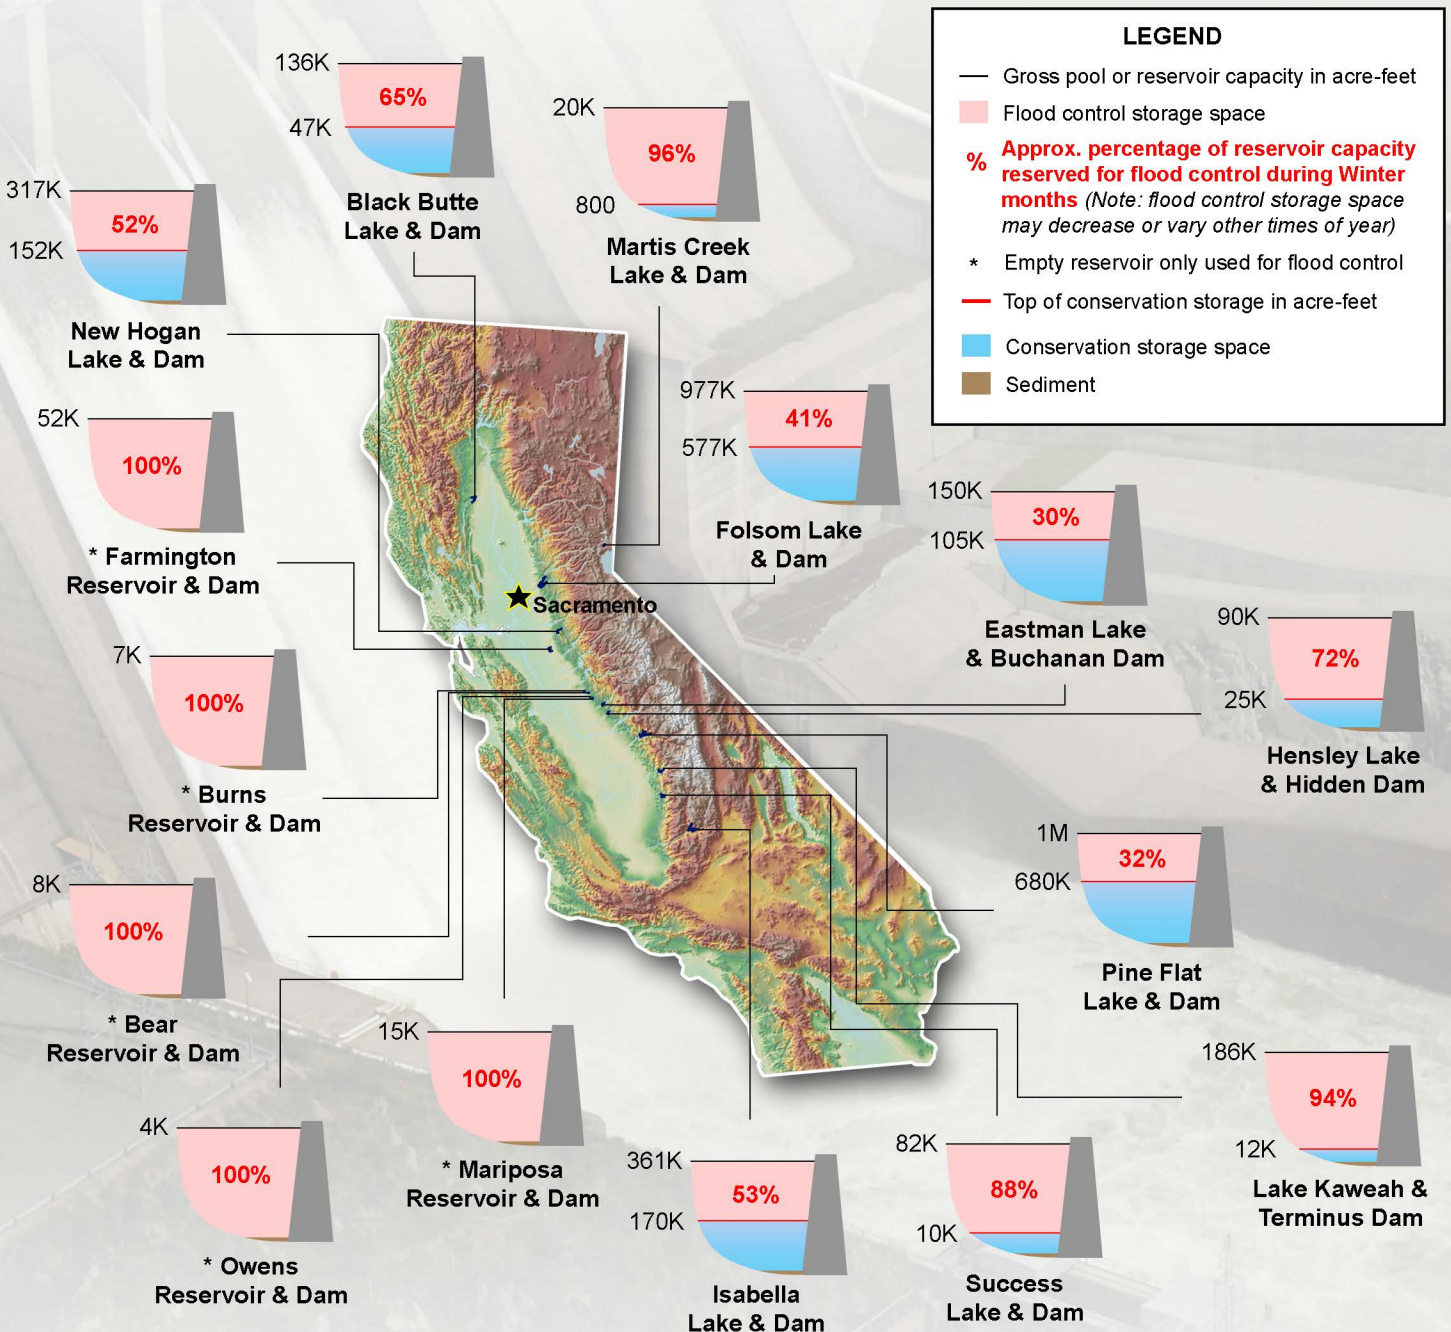 LEGEND
Gross pool or reservoir capacity in acre-feet
Flood control storage space
% Approx. percentage of reservoir capacity
reserved for flood control during Winter
months (Note: flood control storage space
may decrease or vary other times of year)
* Empty reservoir only used for flood control
Top of conservation storage in acre-feet
Conservation storage space
Sediment
136K
65%
47K
Black Butte
Lake & Dam
20K
96%
800
Martis Creek
Lake & Dam
317K
52%
152K
New Hogan
Lake & Dam
977K
41%
577K
Folsom Lake
& Dam
52K
100%
* Farmington
Reservoir & Dam
150K
30%
105K
Eastman Lake
& Buchanan Dam
Sacramento
90K
72%
25K
Hensley Lake
& Hidden Dam
7K
100%
* Burns
Reservoir & Dam
1M
32%
680K
Pine Flat
Lake & Dam
8K
100%
* Bear
Reservoir & Dam
15K
100%
* Mariposa
Reservoir & Dam
186K
94%
12K
Lake Kaweah &
Terminus Dam
4K
100%
* Owens
Reservoir & Dam
361K
53%
170K
Isabella
Lake & Dam
82K
88%
10K
Success
Lake & Dam